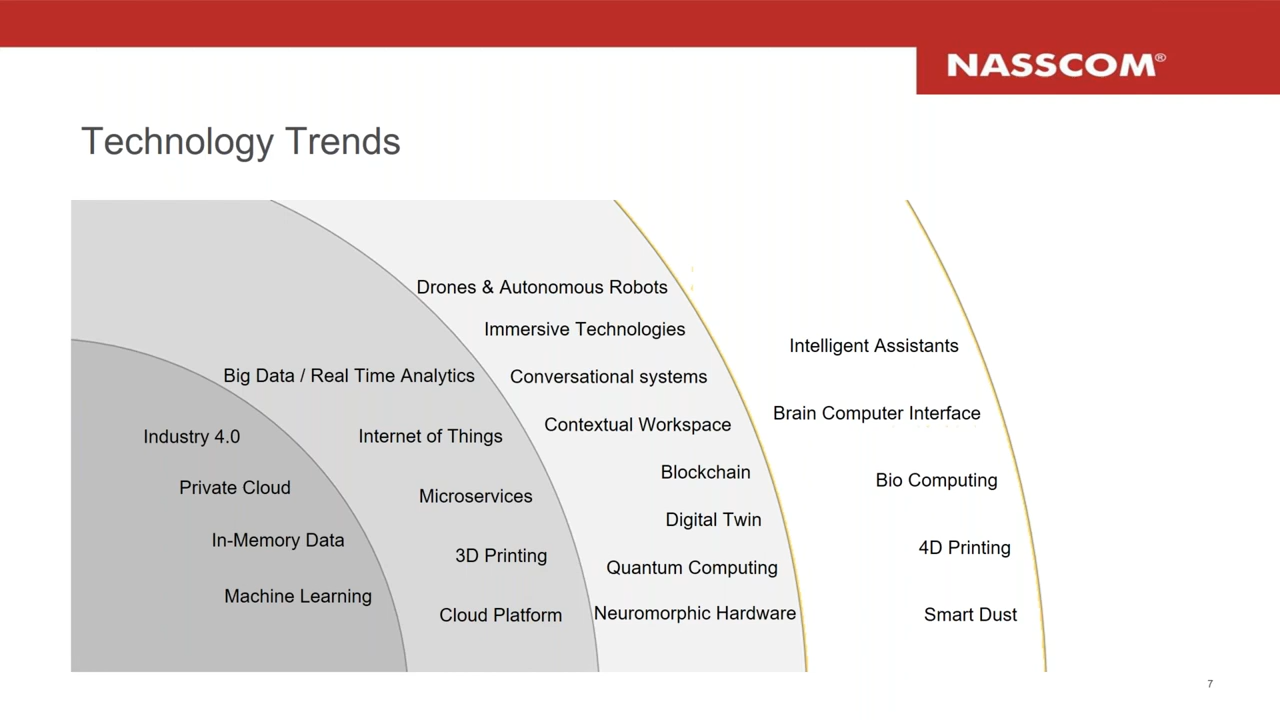 NASSCOM®
Technology Trends
Industry 4.0
Private Cloud
In-Memory Data
Machine Learning
Big Data / Real Time Analytics
Internet of Things
Microservices
3D Printing
Cloud Platform
Drones & Autonomous Robots
Immersive Technologies
Conversational systems
Contextual Workspace
Blockchain
Digital Twin
Quantum Computing
Neuromorphic Hardware
Intelligent Assistants
Brain Computer Interface
Bio Computing
4D Printing
Smart Dust
7